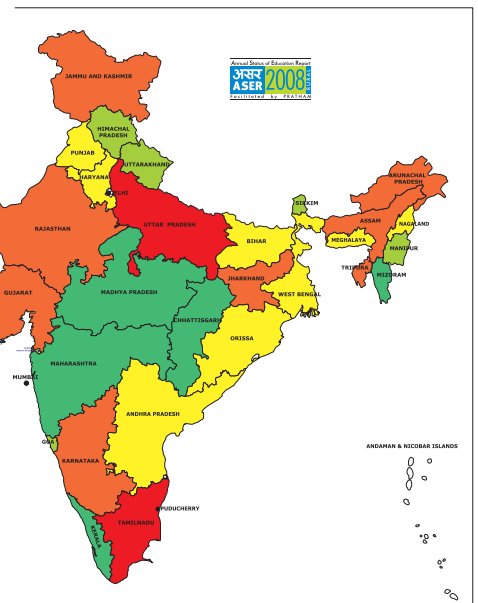 Annual Status of Education Report
असर
ASER
2008
RURAL
Facilitated by PRATHAM
JAMMU AND KASHMIR
HIMACHAL
PRADESH
PUNJAB
UTTARAKHAND
HARYANA
DELHI
ARUNACHAL
PRADESH
SIKKIM
RAJASTHAN
UTTAR PRADESH
ASSAM
NAGALAND
BIHAR
MEGHALAYA
MANIPUR
TRIPURA
MIZORAM
GUJARAT
MADHYA PRADESH
JHARKHAND
WEST BENGAL
CHHATTISGARH
ORISSA
MAHARASHTRA
MUMBAI
ANDHRA PRADESH
GOA
KARNATAKA
ANDAMAN & NICOBAR ISLANDS
PUDUCHERRY
TAMILNADU
KERALA